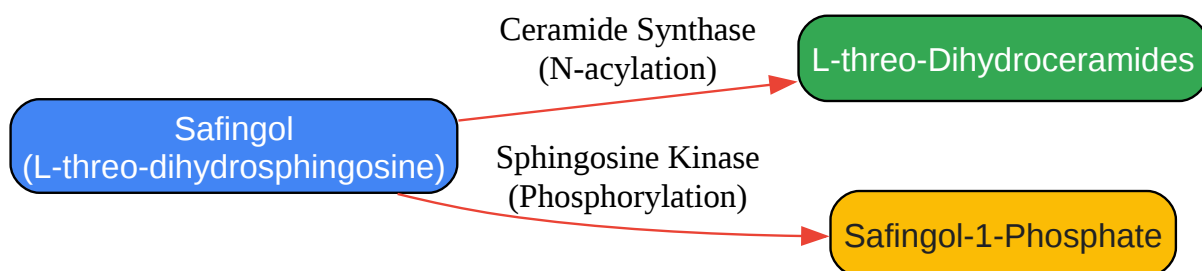 Ceramide Synthase
(N-acylation)
L-threo-Dihydroceramides
Safingol
(L-threo-dihydrosphingosine)
Sphingosine Kinase
(Phosphorylation)
Safingol-1-Phosphate